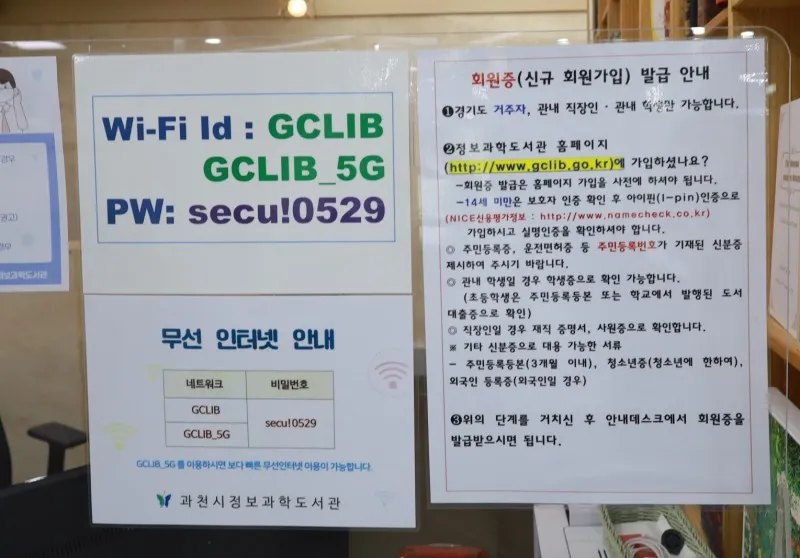 경우
권고)
경우
정보과학도서관
Wi-Fi Id : GCLIB
GCLIB_5G
PW: secu!0529
무선 인터넷 안내
네트워크 비밀번호
GCLIB
secu!0529
GCLIB_5G
GCLIB_5G 를 이용하시면 보다 빠른 무선인터넷 이용이 가능합니다.
과천시정보과학도서관
회원증(신규 회원가입) 발급 안내
❶경기도 거주자, 관내 직장인 · 관내 학생만 가능합니다.
❷정보과학도서관 홈페이지
(http://www.gclib.go.kr)에 가입하셨나요?
-회원증 발급은 홈페이지 가입을 사전에 하셔야 됩니다.
-14세 미만은 보호자 인증 확인 후 아이핀(I-pin)인증으로
(NICE신용평가정보 : http://www.namecheck.co.kr)
가입하시고 실명인증을 확인하셔야 합니다.
◎ 주민등록증, 운전면허증 등 주민등록번호가 기재된 신분증
제시하여 주시기 바랍니다.
◎ 관내 학생일 경우 학생증으로 확인 가능합니다.
(초등학생은 주민등록등본 또는 학교에서 발행된 도서
대출증으로 확인)
◎ 직장인일 경우 재직 증명서, 사원증으로 확인합니다.
※ 기타 신분증으로 대용 가능한 서류
- 주민등록등본(3개월 이내), 청소년증(청소년에 한하여),
외국인 등록증(외국인일 경우)
❸위의 단계를 거치신 후 안내데스크에서 회원증을
발급받으시면 됩니다.